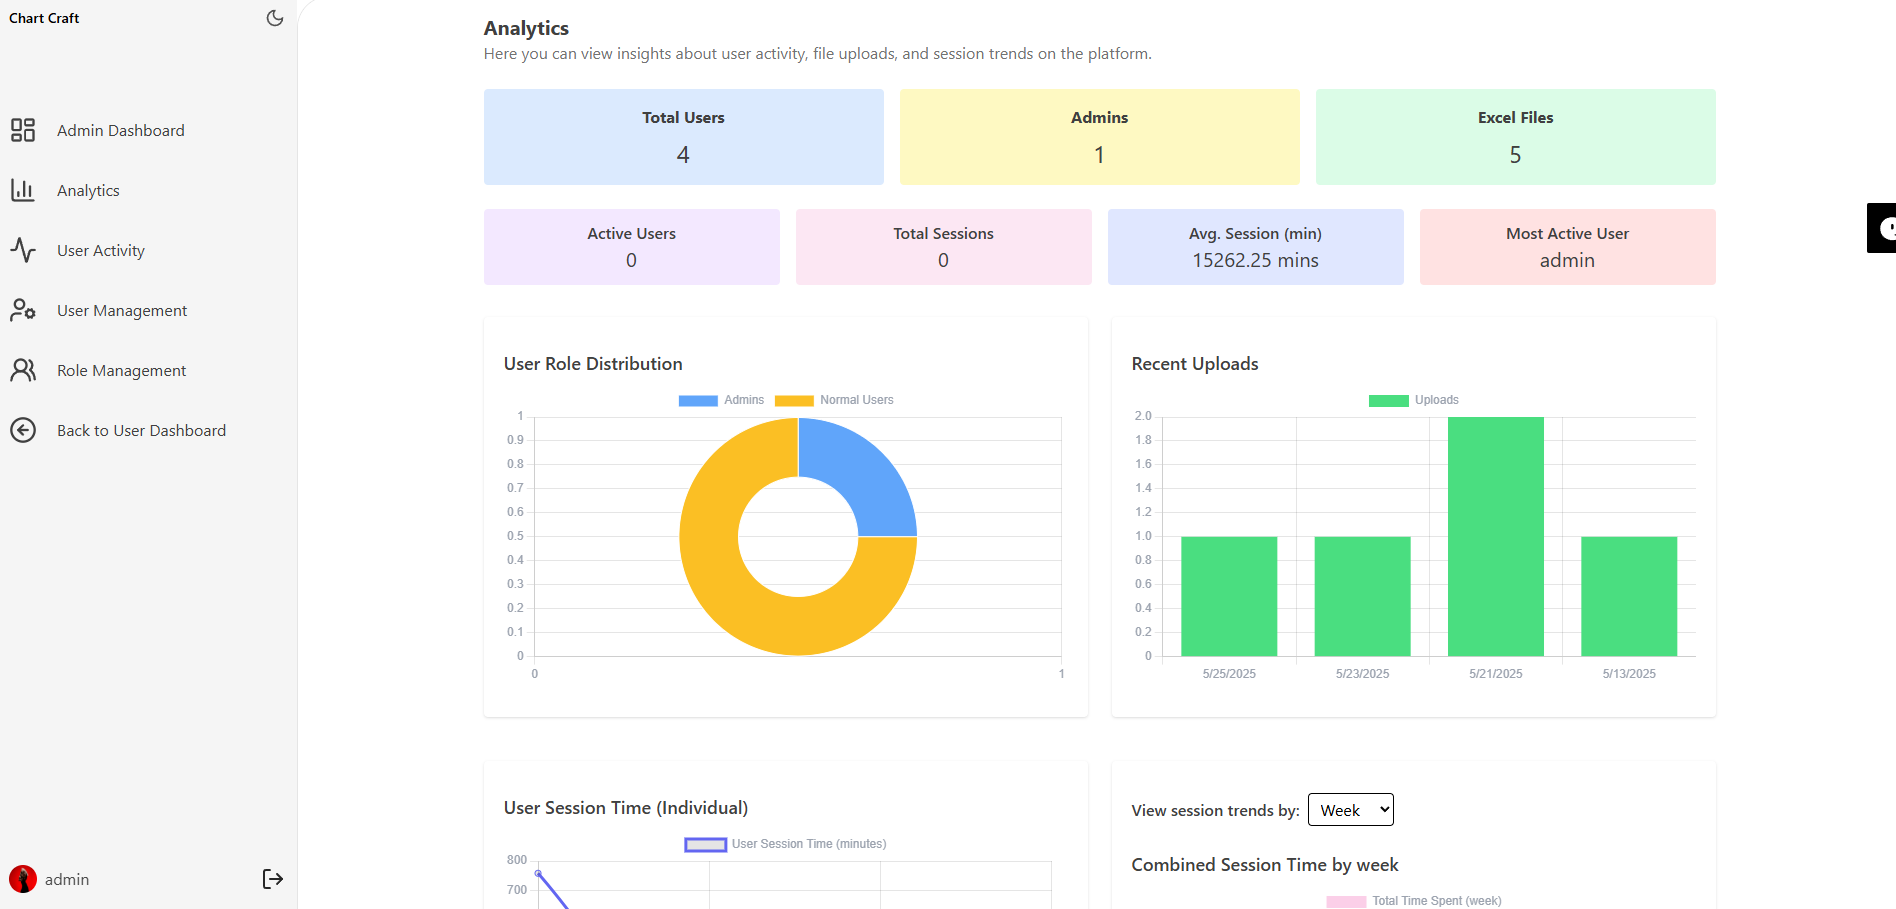 Chart Craft
Admin Dashboard
Analytics
User Activity
User Management
Role Management
Back to User Dashboard
admin
Analytics
Here you can view insights about user activity, file uploads, and session trends on the platform.
Total Users
4
Admins
1
Excel Files
5
Active Users
0
Total Sessions
0
Avg. Session (min)
15262.25 mins
Most Active User
admin
User Role Distribution
Admins
Normal Users
1
0.9
0.8
0.7
0.6
0.5
0.4
0.3
0.2
0.1
0
0
1
Recent Uploads
Uploads
2.0
1.8
1.6
1.4
1.2
1.0
0.8
0.6
0.4
0.2
0
5/25/2025
5/23/2025
5/21/2025
5/13/2025
User Session Time (Individual)
User Session Time (minutes)
800
700
View session trends by:
Week
Combined Session Time by week
Total Time Spent (week)